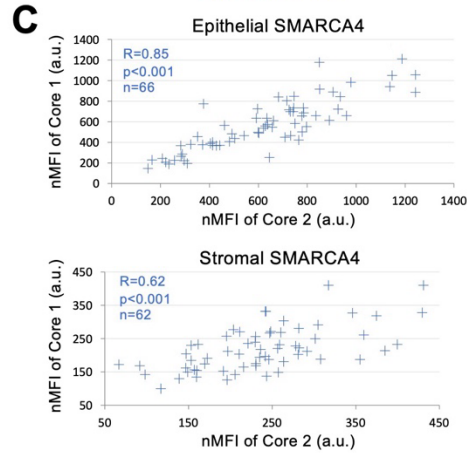 C
Epithelial SMARCA4
R=0.85
p<0.001
n=66
nMFI of Core 1 (a.u.)
1400
1200
1000
800
600
400
200
0
0 200 400 600 800 1000 1200 1400
nMFI of Core 2 (a.u.)
Stromal SMARCA4
R=0.62
p<0.001
n=62
nMFI of Core 1 (a.u.)
450
350
250
150
50
50 150 250 350 450
nMFI of Core 2 (a.u.)